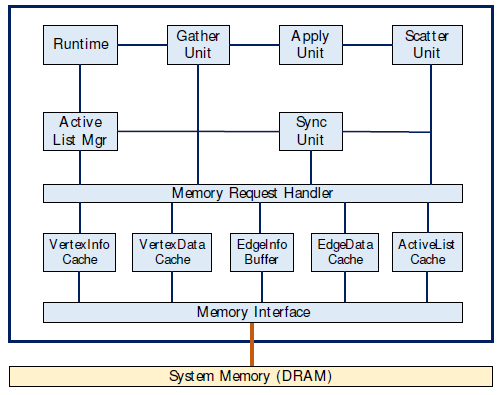 Runtime
Gather
Unit
Apply
Unit
Scatter
Unit
Active
List Mgr
Sync
Unit
Memory Request Handler
VertexInfo
Cache
VertexData
Cache
EdgeInfo
Buffer
EdgeData
Cache
ActiveList
Cache
Memory Interface
System Memory (DRAM)